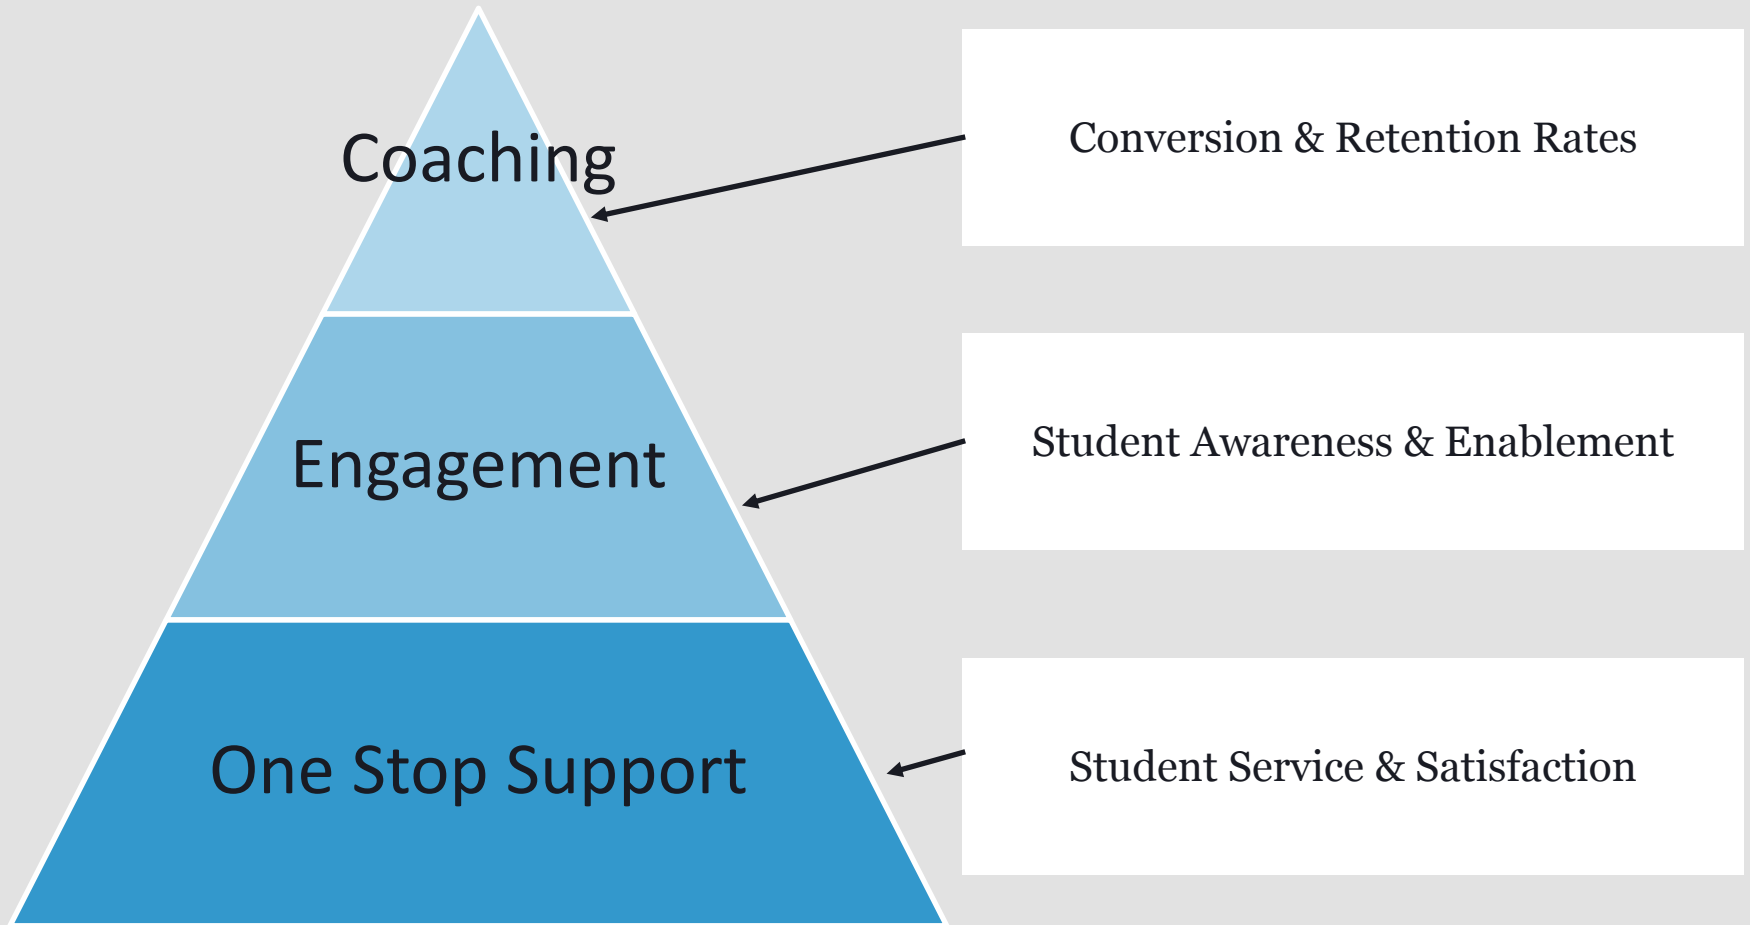 Coaching
Conversion & Retention Rates
Engagement
Student Awareness & Enablement
One Stop Support
Student Service & Satisfaction